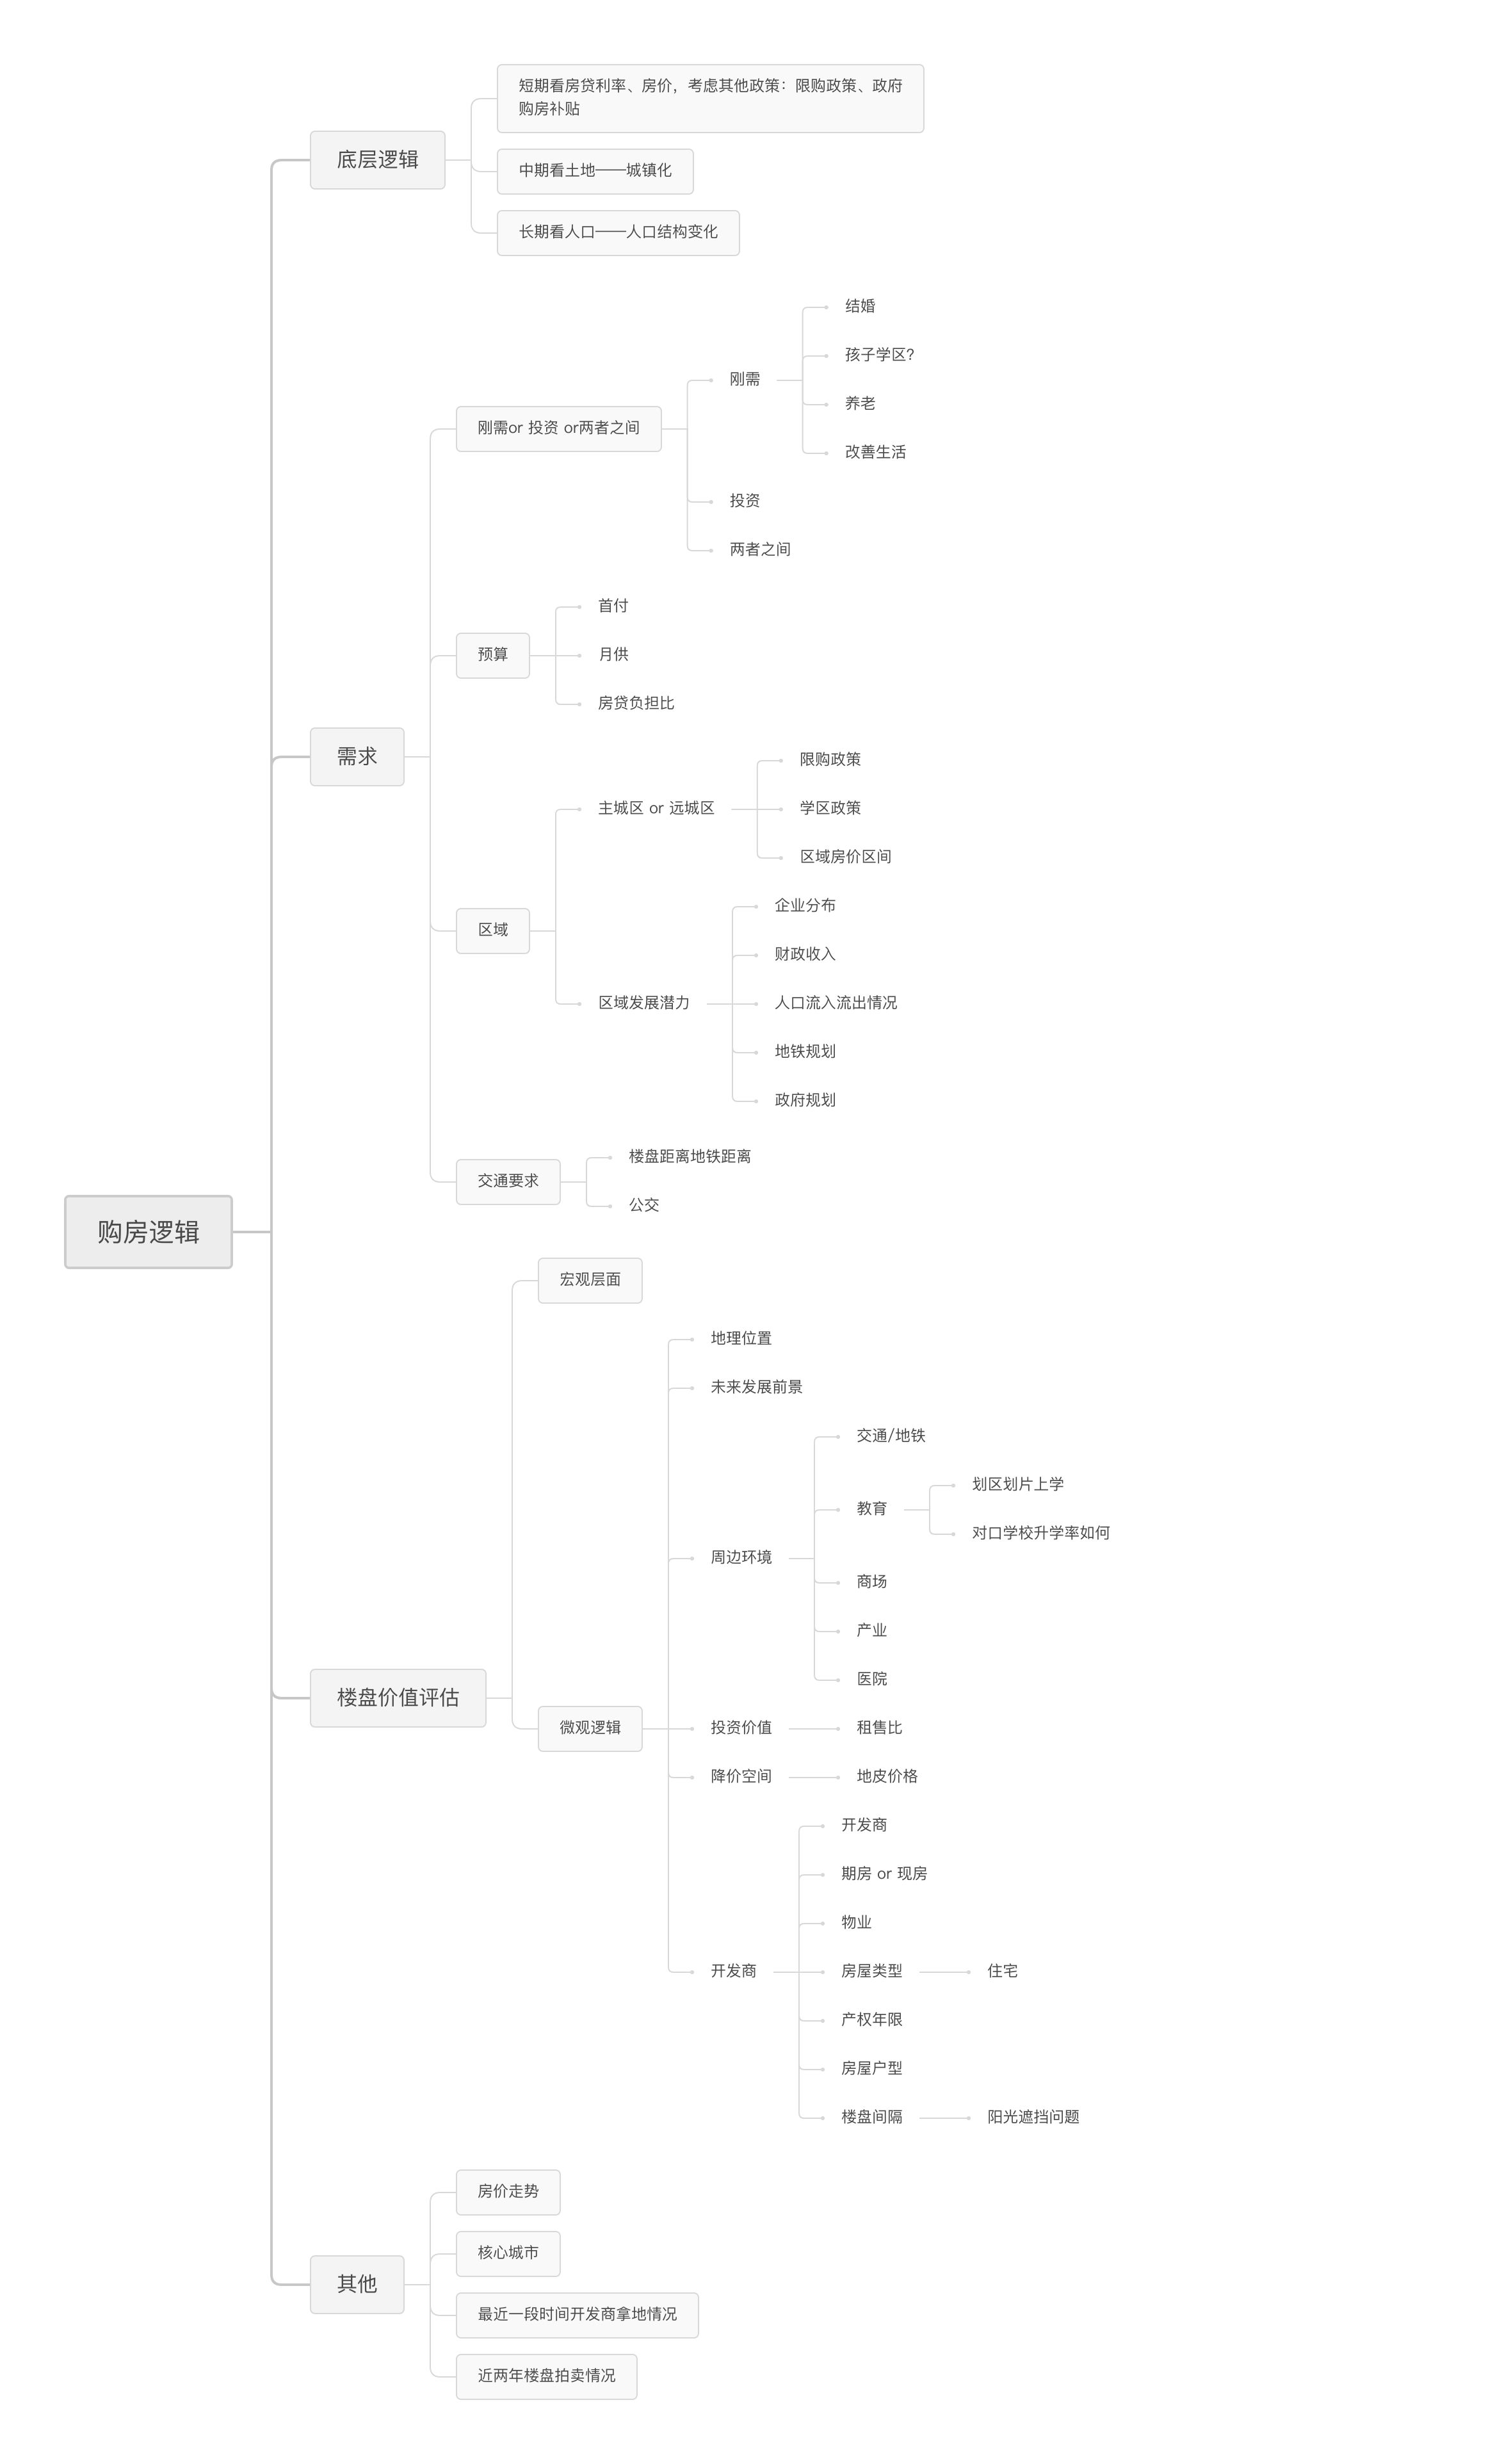 购房逻辑
底层逻辑
短期看房贷利率、房价，考虑其他政策：限购政策、政府
购房补贴
中期看土地——城镇化
长期看人口——人口结构变化
需求
刚需or 投资 or两者之间
刚需
结婚
孩子学区？
养老
改善生活
投资
两者之间
预算
首付
月供
房贷负担比
区域
主城区 or 远城区
限购政策
学区政策
区域房价区间
区域发展潜力
企业分布
财政收入
人口流入流出情况
地铁规划
政府规划
交通要求
楼盘距离地铁距离
公交
楼盘价值评估
宏观层面
微观逻辑
地理位置
未来发展前景
周边环境
交通/地铁
教育
划区划片上学
对口学校升学率如何
商场
产业
医院
投资价值
租售比
降价空间
地皮价格
开发商
开发商
期房 or 现房
物业
房屋类型
住宅
产权年限
房屋户型
楼盘间隔
阳光遮挡问题
其他
房价走势
核心城市
最近一段时间开发商拿地情况
近两年楼盘拍卖情况